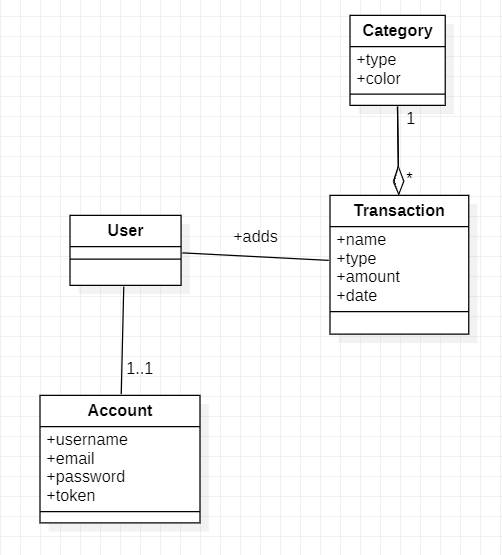 Category
+type
+color
1
*
Transaction
+name
+type
+amount
+date
User
+adds
1..1
Account
+username
+email
+password
+token